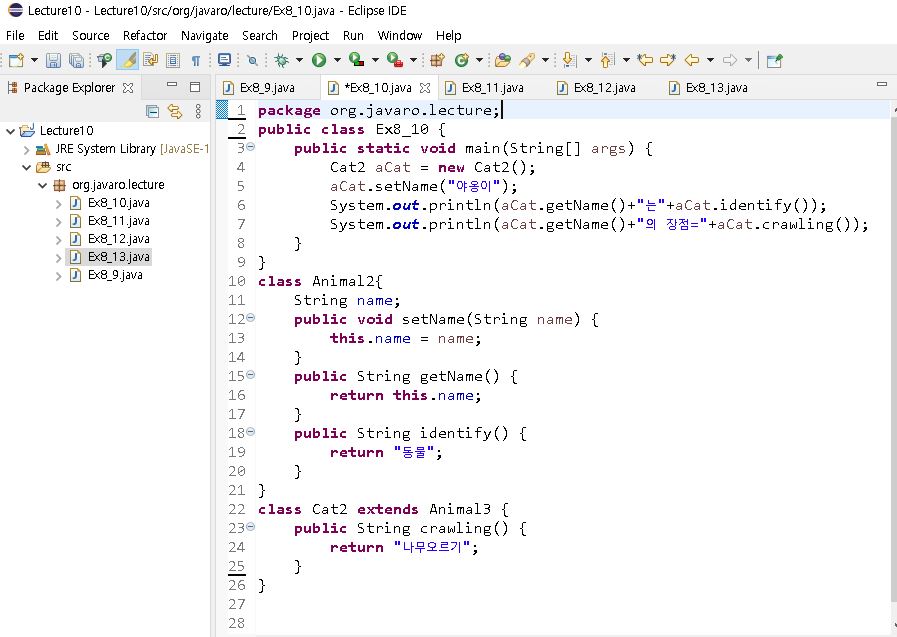 Lecture10 - Lecture10/src/org/javaro/lecture/Ex8_10.java - Eclipse IDE
File Edit Source Refactor Navigate Search Project Run Window Help
Package Explorer
Ex8_9.java *Ex8_10.java Ex8_11.java Ex8_12.java Ex8_13.java
Lecture10
JRE System Library [JavaSE-1
src
org.javaro.lecture
Ex8_10.java
Ex8_11.java
Ex8_12.java
Ex8_13.java
Ex8_9.java
1 package org.javaro.lecture;
2 public class Ex8_10 {
3 public static void main(String[] args) {
4 Cat2 aCat = new Cat2();
5 aCat.setName("야옹이");
6 System.out.println(aCat.getName()+"는"+aCat.identify());
7 System.out.println(aCat.getName()+"의 장점="+aCat.crawling());
8 }
9 }
10 class Animal2{
11 String name;
12 public void setName(String name) {
13 this.name = name;
14 }
15 public String getName() {
16 return this.name;
17 }
18 public String identify() {
19 return "동물";
20 }
21 }
22 class Cat2 extends Animal3 {
23 public String crawling() {
24 return "나무오르기";
25 }
26 }
27
28